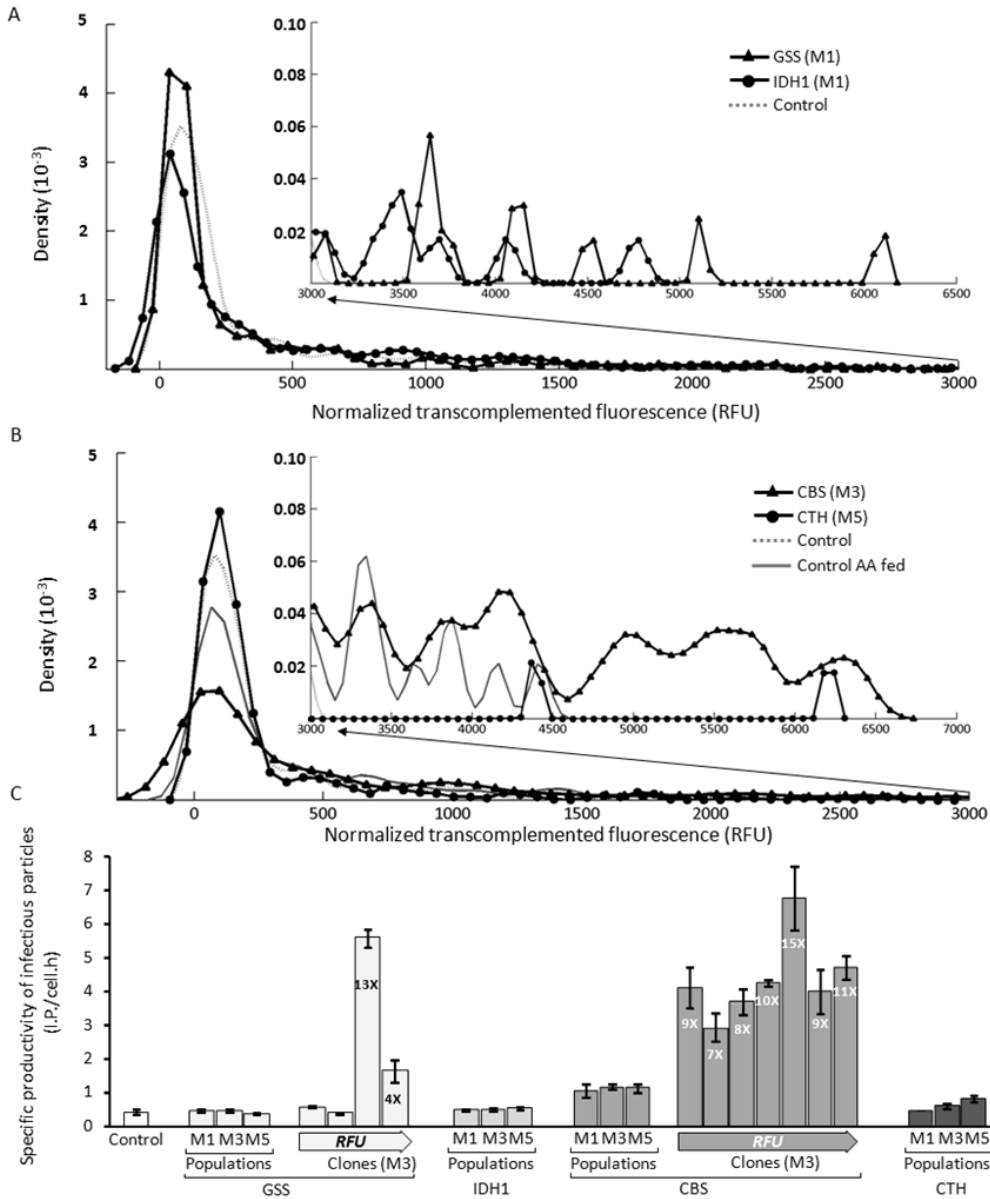 A
5
4
3
2
1
Density (10⁻³)
0.10
0.08
0.06
0.04
0.02
3000 3500 4000 4500 5000 5500 6000 6500
GSS (M1)
IDH1 (M1)
Control
0 500 1000 1500 2000 2500 3000
Normalized transcomplemented fluorescence (RFU)
B
5
4
3
2
1
Density (10⁻³)
0.10
0.08
0.06
0.04
0.02
3000 3500 4000 4500 5000 5500 6000 6500 7000
CBS (M3)
CTH (M5)
Control
Control AA fed
0 500 1000 1500 2000 2500 3000
Normalized transcomplemented fluorescence (RFU)
C
Specific productivity of infectious particles
(I.P./cell.h)
8
7
6
5
4
3
2
1
0
13X
4X
9X
7X
8X
10X
15X
9X
11X
Control
M1 M3 M5
Populations
RFU
Clones (M3)
GSS
M1 M3 M5
Populations
IDH1
M1 M3 M5
Populations
RFU
Clones (M3)
CBS
M1 M3 M5
Populations
CTH